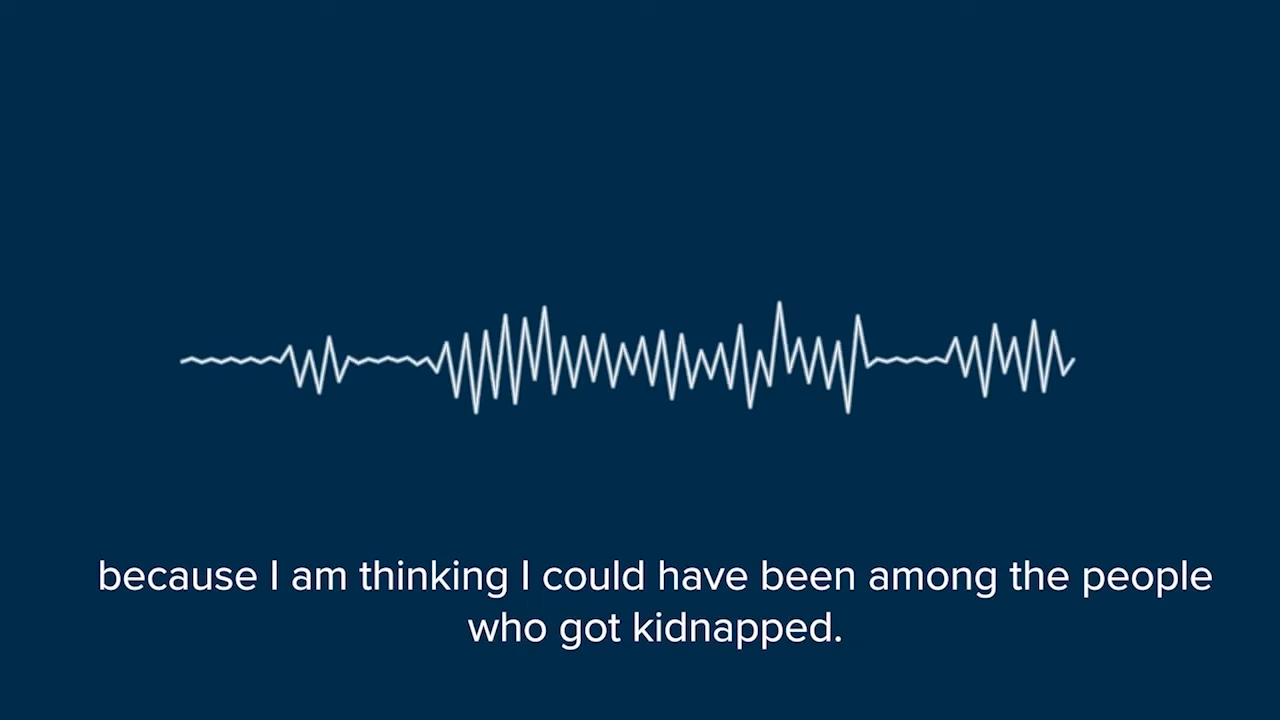 because I am thinking I could have been among the people
who got kidnapped.